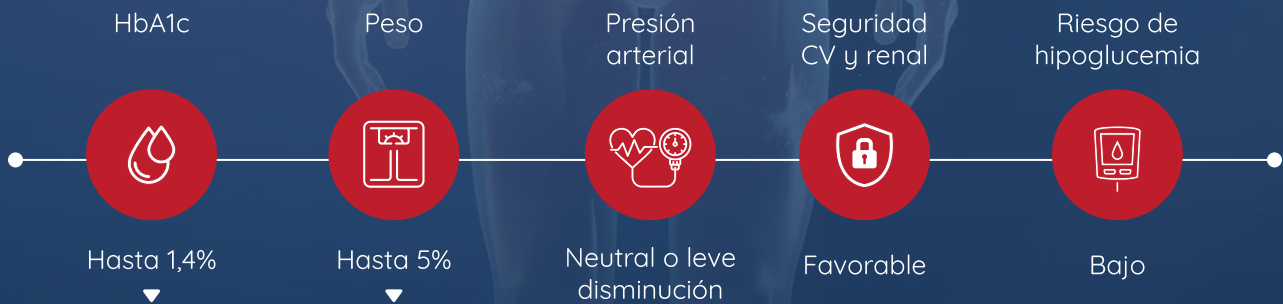 HbA1c
Peso
Presión
arterial
Seguridad
CV y renal
Riesgo de
hipoglucemia
Hasta 1,4%
Hasta 5%
Neutral o leve
disminución
Favorable
Bajo